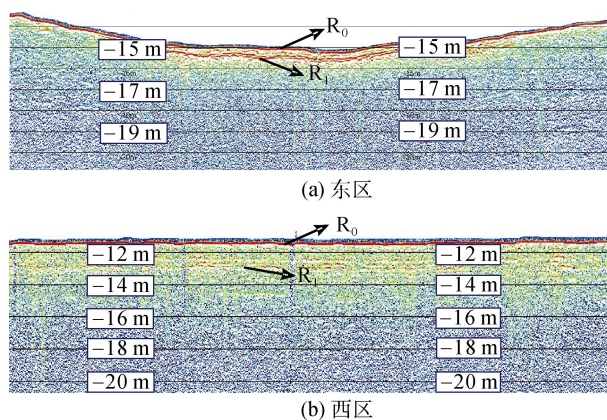 R₀
−15 m −15 m
R₁
−17 m −17 m
−19 m −19 m
(a) 东区
R₀
−12 m −12 m
R₁
−14 m −14 m
−16 m −16 m
−18 m −18 m
−20 m −20 m
(b) 西区